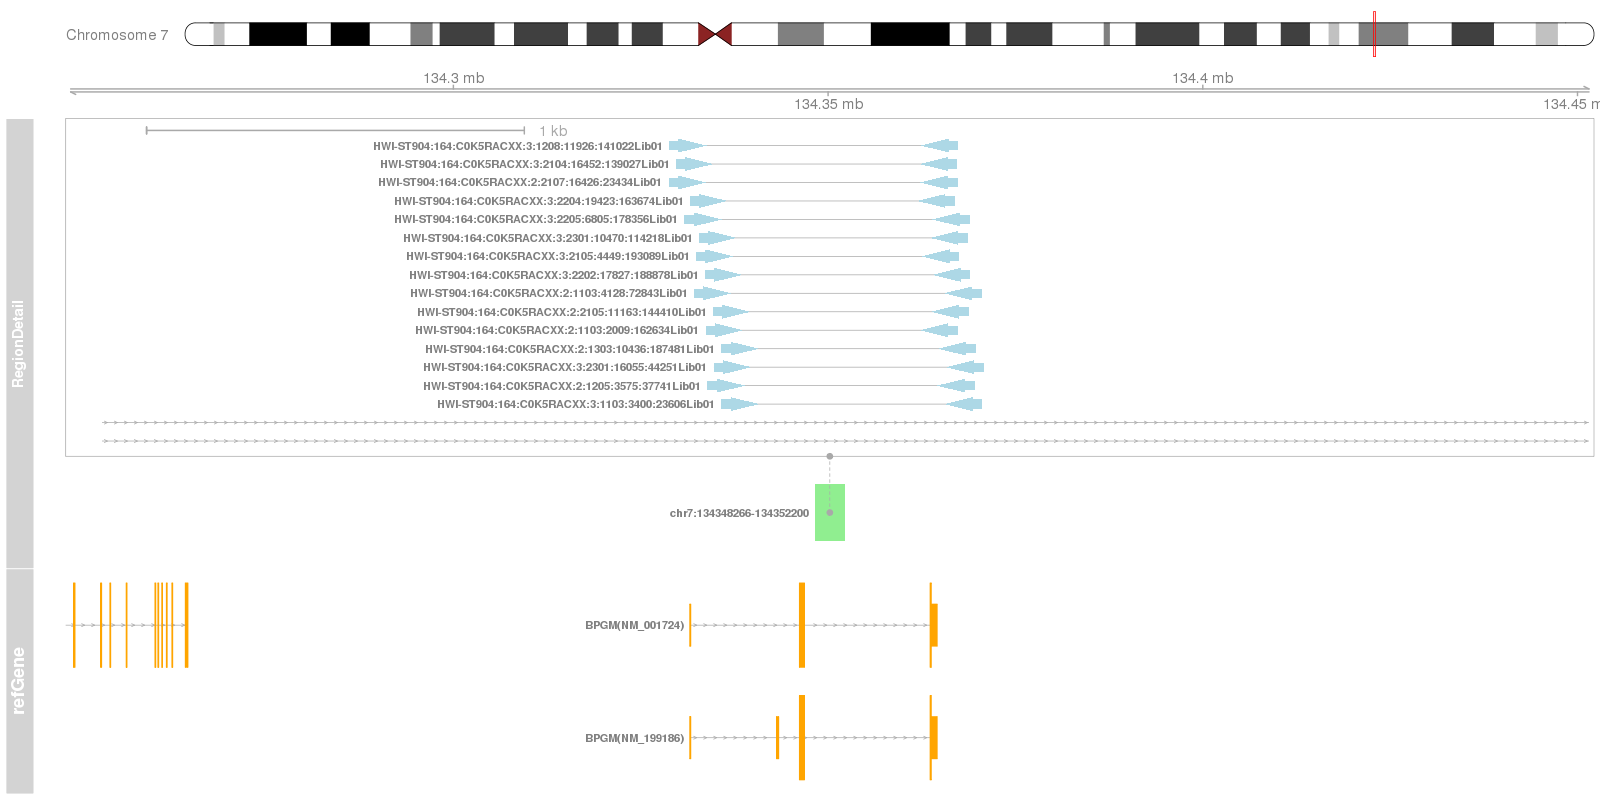 Chromosome 7
134.3 mb
134.4 mb
134.35 mb
134.45 m
1 kb
HWI-ST904:164:C0K5RACXX:3:1208:11926:141022Lib01
HWI-ST904:164:C0K5RACXX:3:2104:16452:139027Lib01
HWI-ST904:164:C0K5RACXX:2:2107:16426:23434Lib01
HWI-ST904:164:C0K5RACXX:3:2204:19423:163674Lib01
HWI-ST904:164:C0K5RACXX:3:2205:6805:178356Lib01
HWI-ST904:164:C0K5RACXX:3:2301:10470:114218Lib01
HWI-ST904:164:C0K5RACXX:3:2105:4449:193089Lib01
HWI-ST904:164:C0K5RACXX:3:2202:17827:188878Lib01
HWI-ST904:164:C0K5RACXX:2:1103:4128:72843Lib01
HWI-ST904:164:C0K5RACXX:2:2105:11163:144410Lib01
HWI-ST904:164:C0K5RACXX:2:1103:2009:162634Lib01
HWI-ST904:164:C0K5RACXX:2:1303:10436:187481Lib01
HWI-ST904:164:C0K5RACXX:3:2301:16055:44251Lib01
HWI-ST904:164:C0K5RACXX:2:1205:3575:37741Lib01
HWI-ST904:164:C0K5RACXX:3:1103:3400:23606Lib01
RegionDetail
chr7:134348266-134352200
refGene
BPGM(NM_001724)
BPGM(NM_199186)